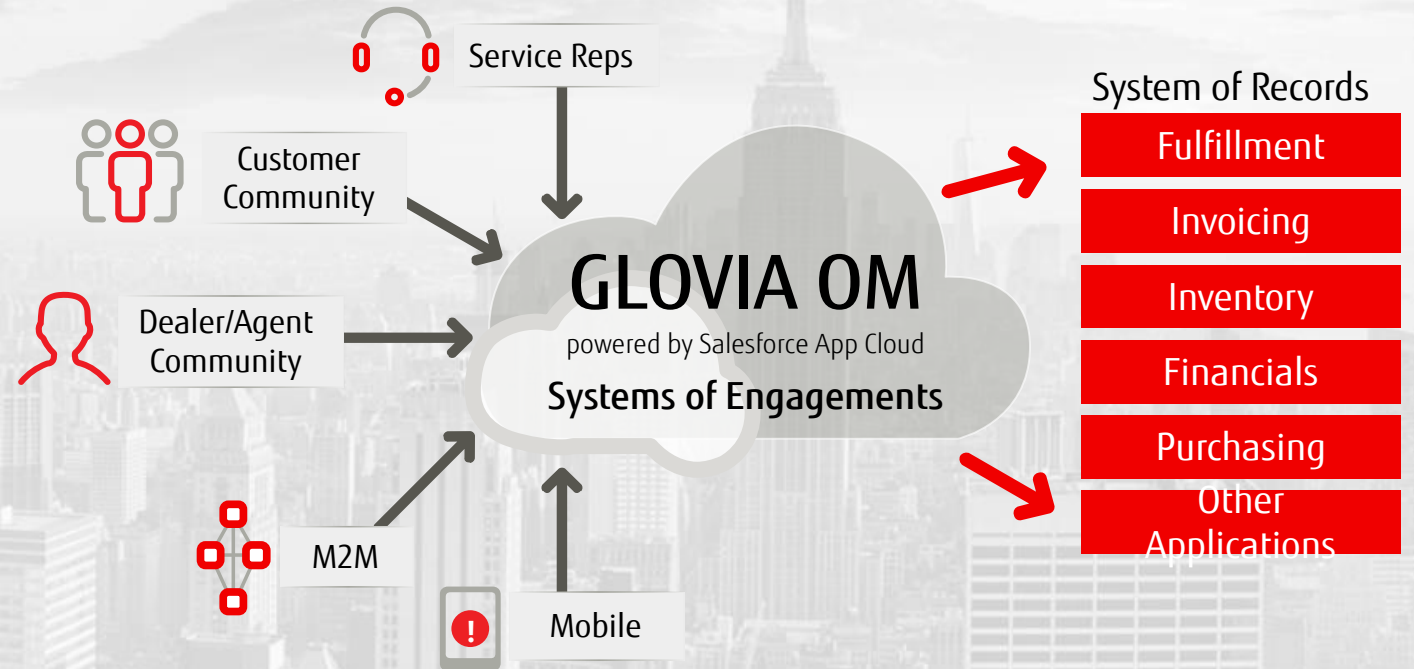 Service Reps
Customer
Community
Dealer/Agent
Community
M2M
!
Mobile
GLOVIA OM
powered by Salesforce App Cloud
Systems of Engagements
System of Records
Fulfillment
Invoicing
Inventory
Financials
Purchasing
Other
Applications